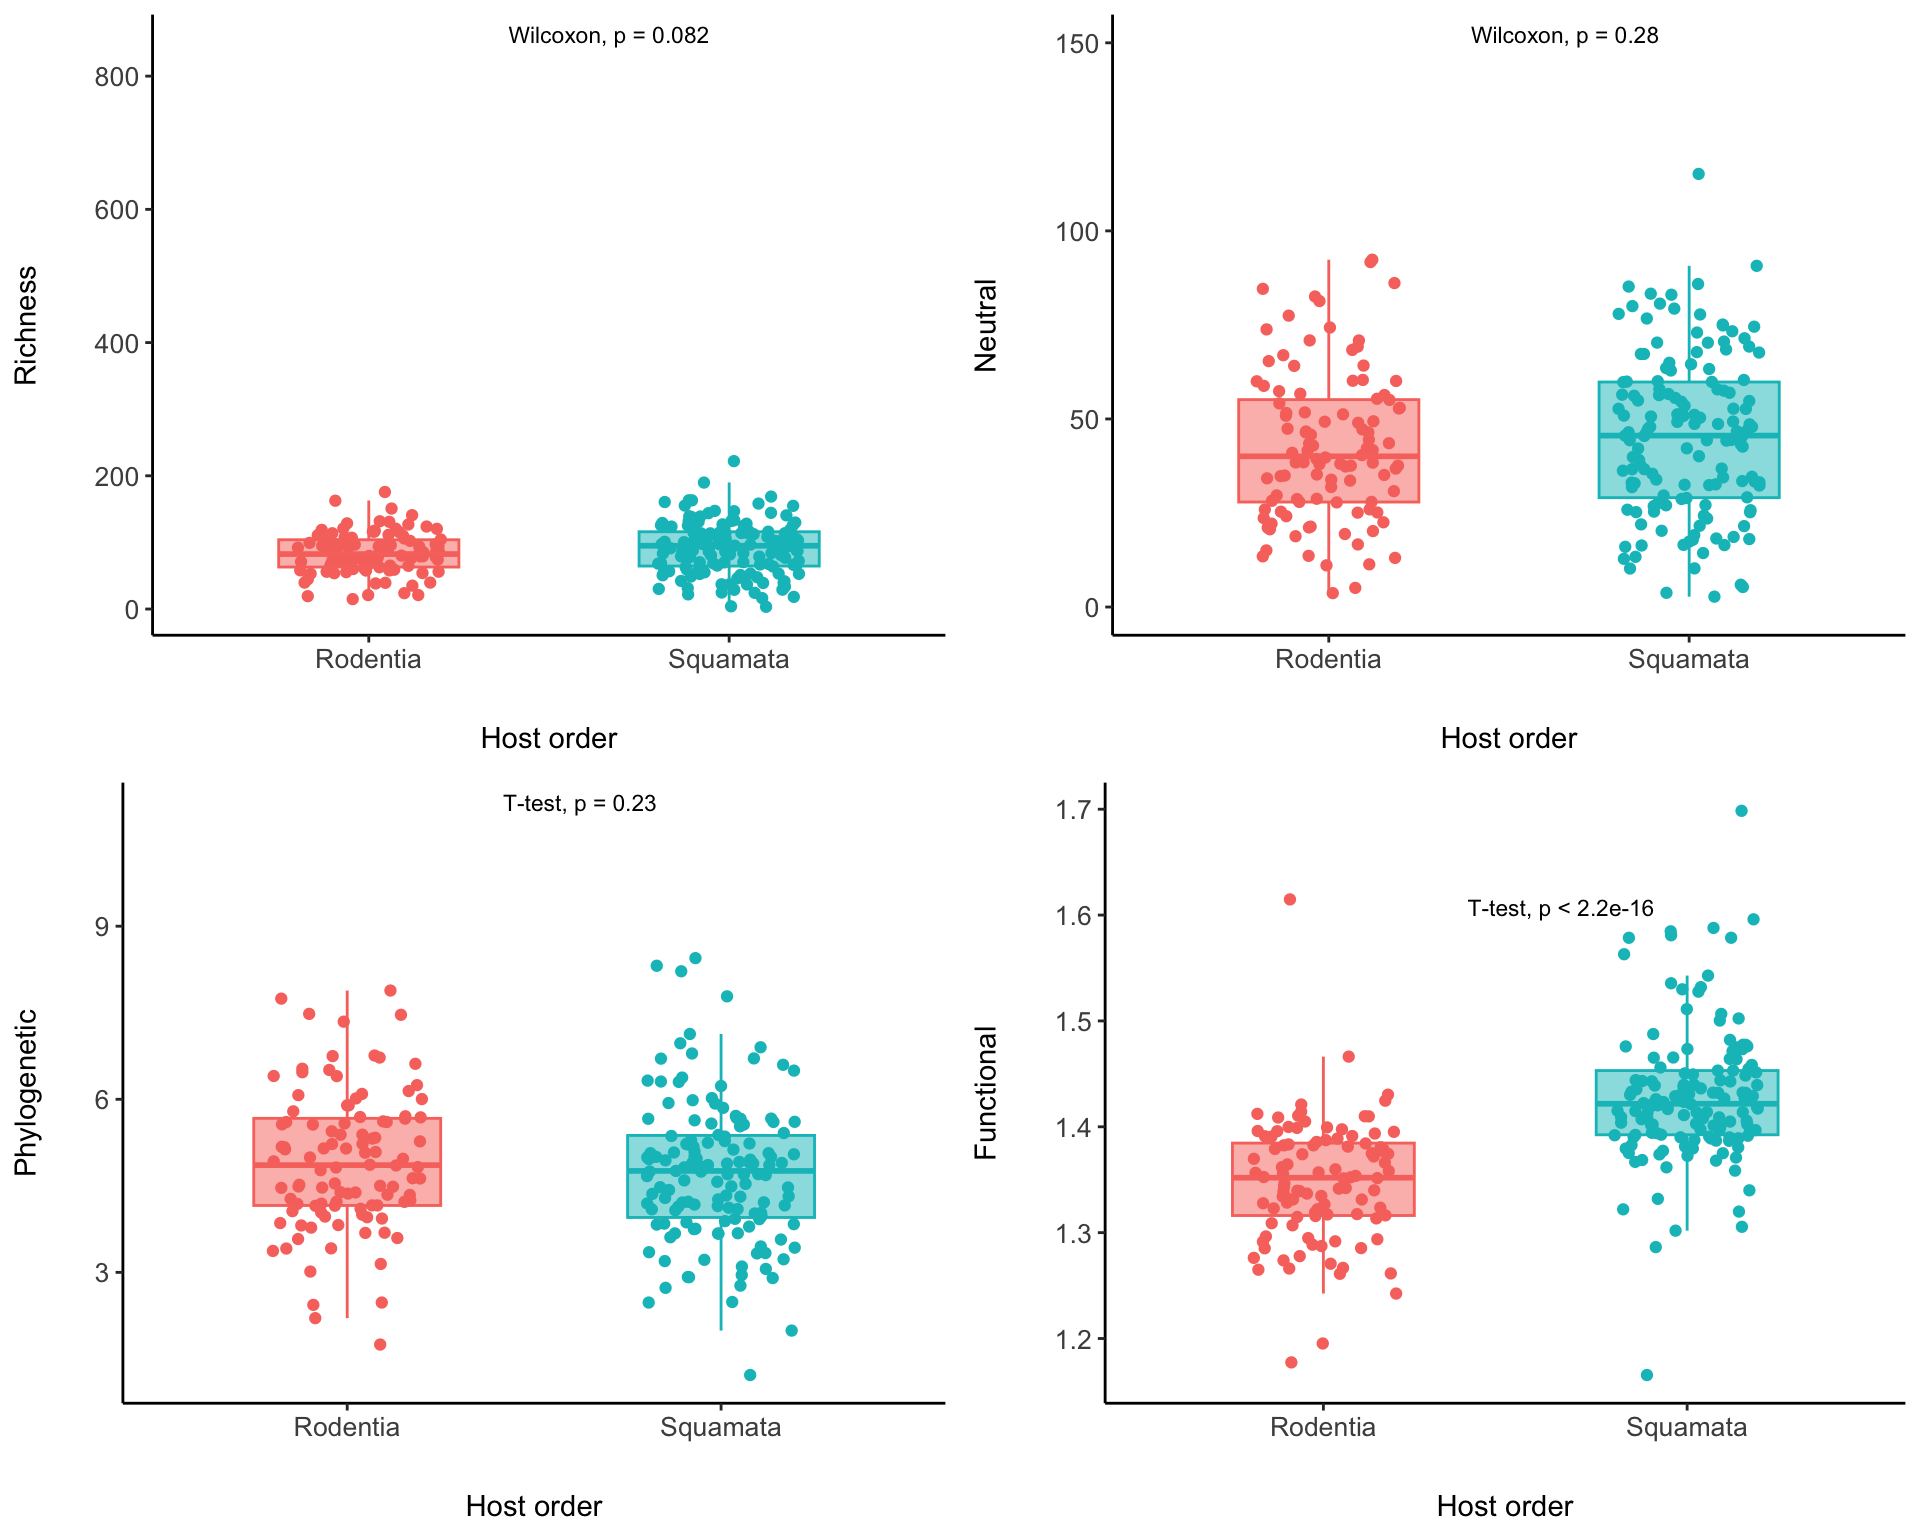 Wilcoxon, p = 0.082
800
600
400
200
0
Richness
Rodentia
Squamata
Host order
Wilcoxon, p = 0.28
150
100
50
0
Neutral
Rodentia
Squamata
Host order
T-test, p = 0.23
9
6
3
Phylogenetic
Rodentia
Squamata
Host order
T-test, p < 2.2e-16
1.7
1.6
1.5
1.4
1.3
1.2
Functional
Rodentia
Squamata
Host order